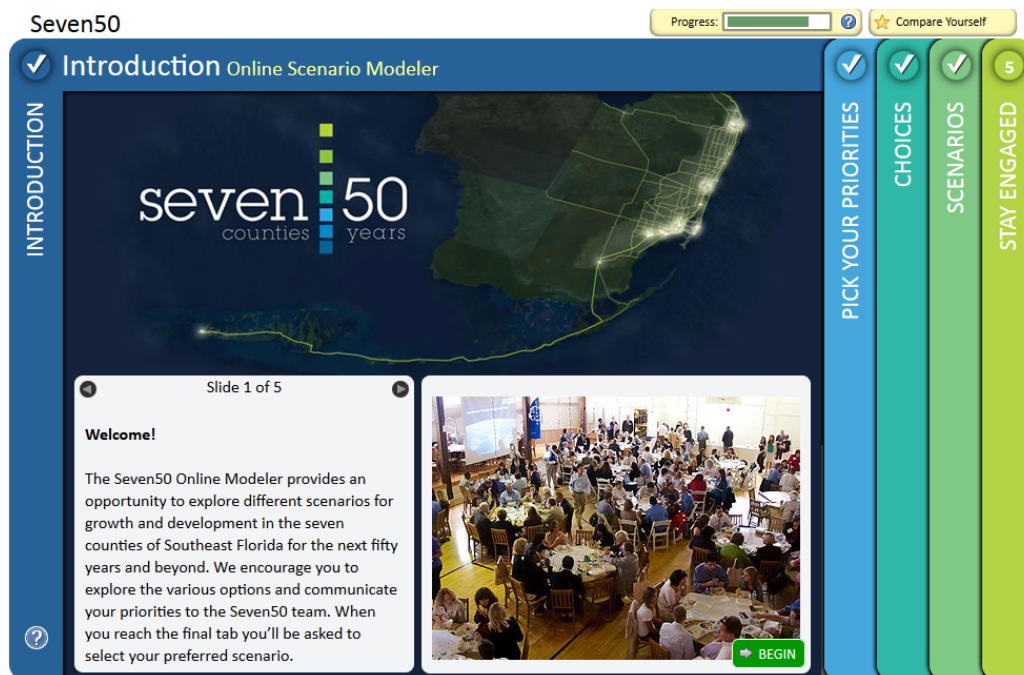 Seven50
Progress:
?
Compare Yourself
Introduction Online Scenario Modeler
INTRODUCTION
seven 50
counties years
Slide 1 of 5
Welcome!
The Seven50 Online Modeler provides an
opportunity to explore different scenarios for
growth and development in the seven
counties of Southeast Florida for the next fifty
years and beyond. We encourage you to
explore the various options and communicate
your priorities to the Seven50 team. When
you reach the final tab you'll be asked to
select your preferred scenario.
?
BEGIN
PICK YOUR PRIORITIES
CHOICES
SCENARIOS
5
STAY ENGAGED